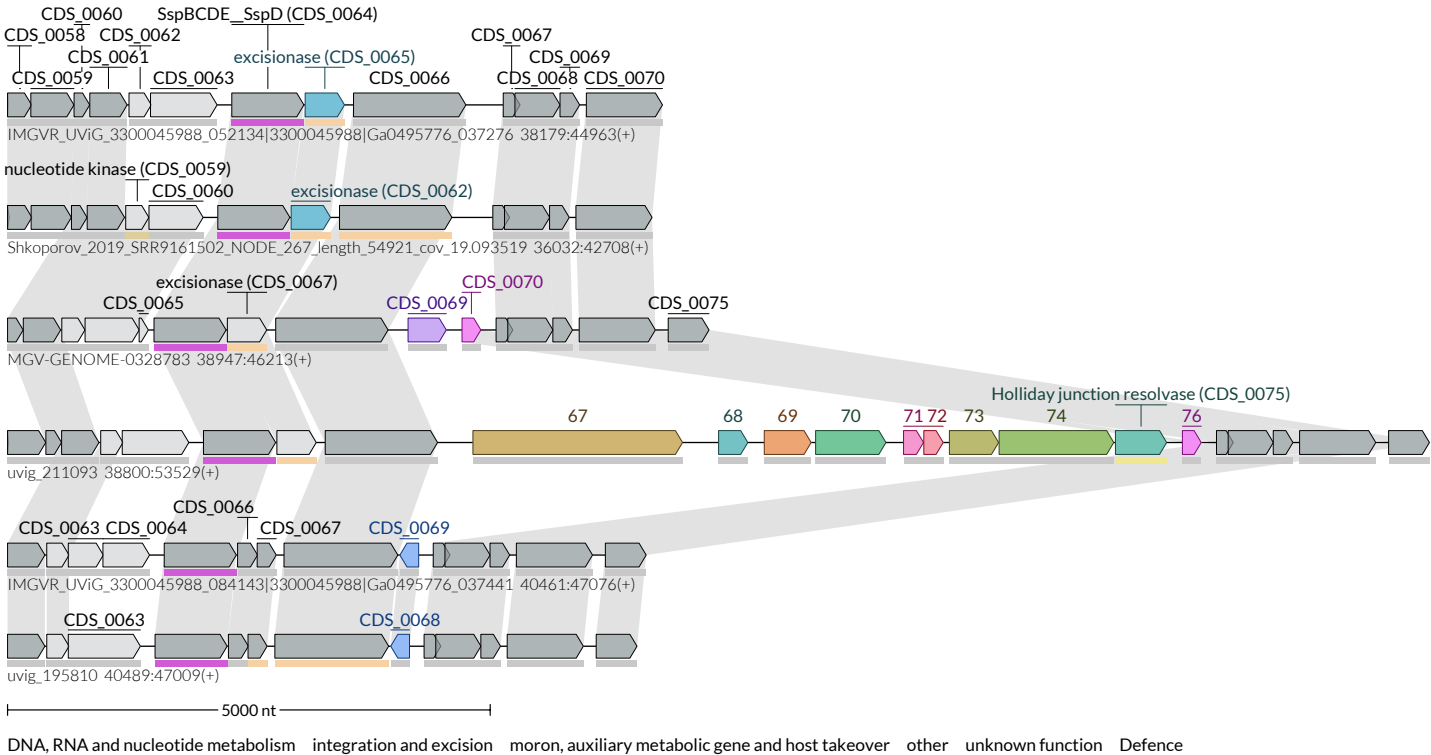 CDS_0060 SspBCDE__SspD (CDS_0064)
CDS_0058 CDS_0062 CDS_0067
CDS_0061 excisionase (CDS_0065) CDS_0069
CDS_0059 CDS_0063 CDS_0066 CDS_0068 CDS_0070
IMGVR_UViG_3300045988_052134|3300045988|Ga0495776_037276 38179:44963(+)
nucleotide kinase (CDS_0059)
CDS_0060 excisionase (CDS_0062)
Shkoporov_2019_SRR9161502_NODE_267_length_54921_cov_19.093519 36032:42708(+)
excisionase (CDS_0067) CDS_0070
CDS_0065 CDS_0069 CDS_0075
MGV-GENOME-0328783 38947:46213(+)
Holliday junction resolvase (CDS_0075)
67 68 69 70 71 72 73 74 76
uvig_211093 38800:53529(+)
CDS_0066
CDS_0063 CDS_0064 CDS_0067 CDS_0069
IMGVR_UViG_3300045988_084143|3300045988|Ga0495776_037441 40461:47076(+)
CDS_0063 CDS_0068
uvig_195810 40489:47009(+)
5000 nt
DNA, RNA and nucleotide metabolism integration and excision moron, auxiliary metabolic gene and host takeover other unknown function Defence